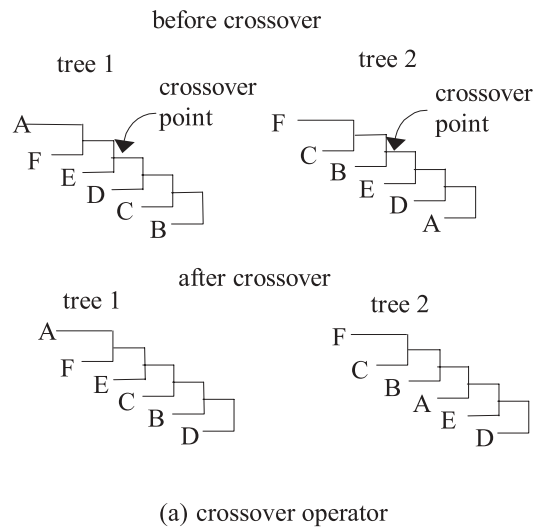 before crossover
tree 1
tree 2
crossover
point
crossover
point
A
F
E
D
C
B
F
C
B
E
D
A
after crossover
tree 1
tree 2
A
F
E
C
B
D
F
C
B
A
E
D
(a) crossover operator